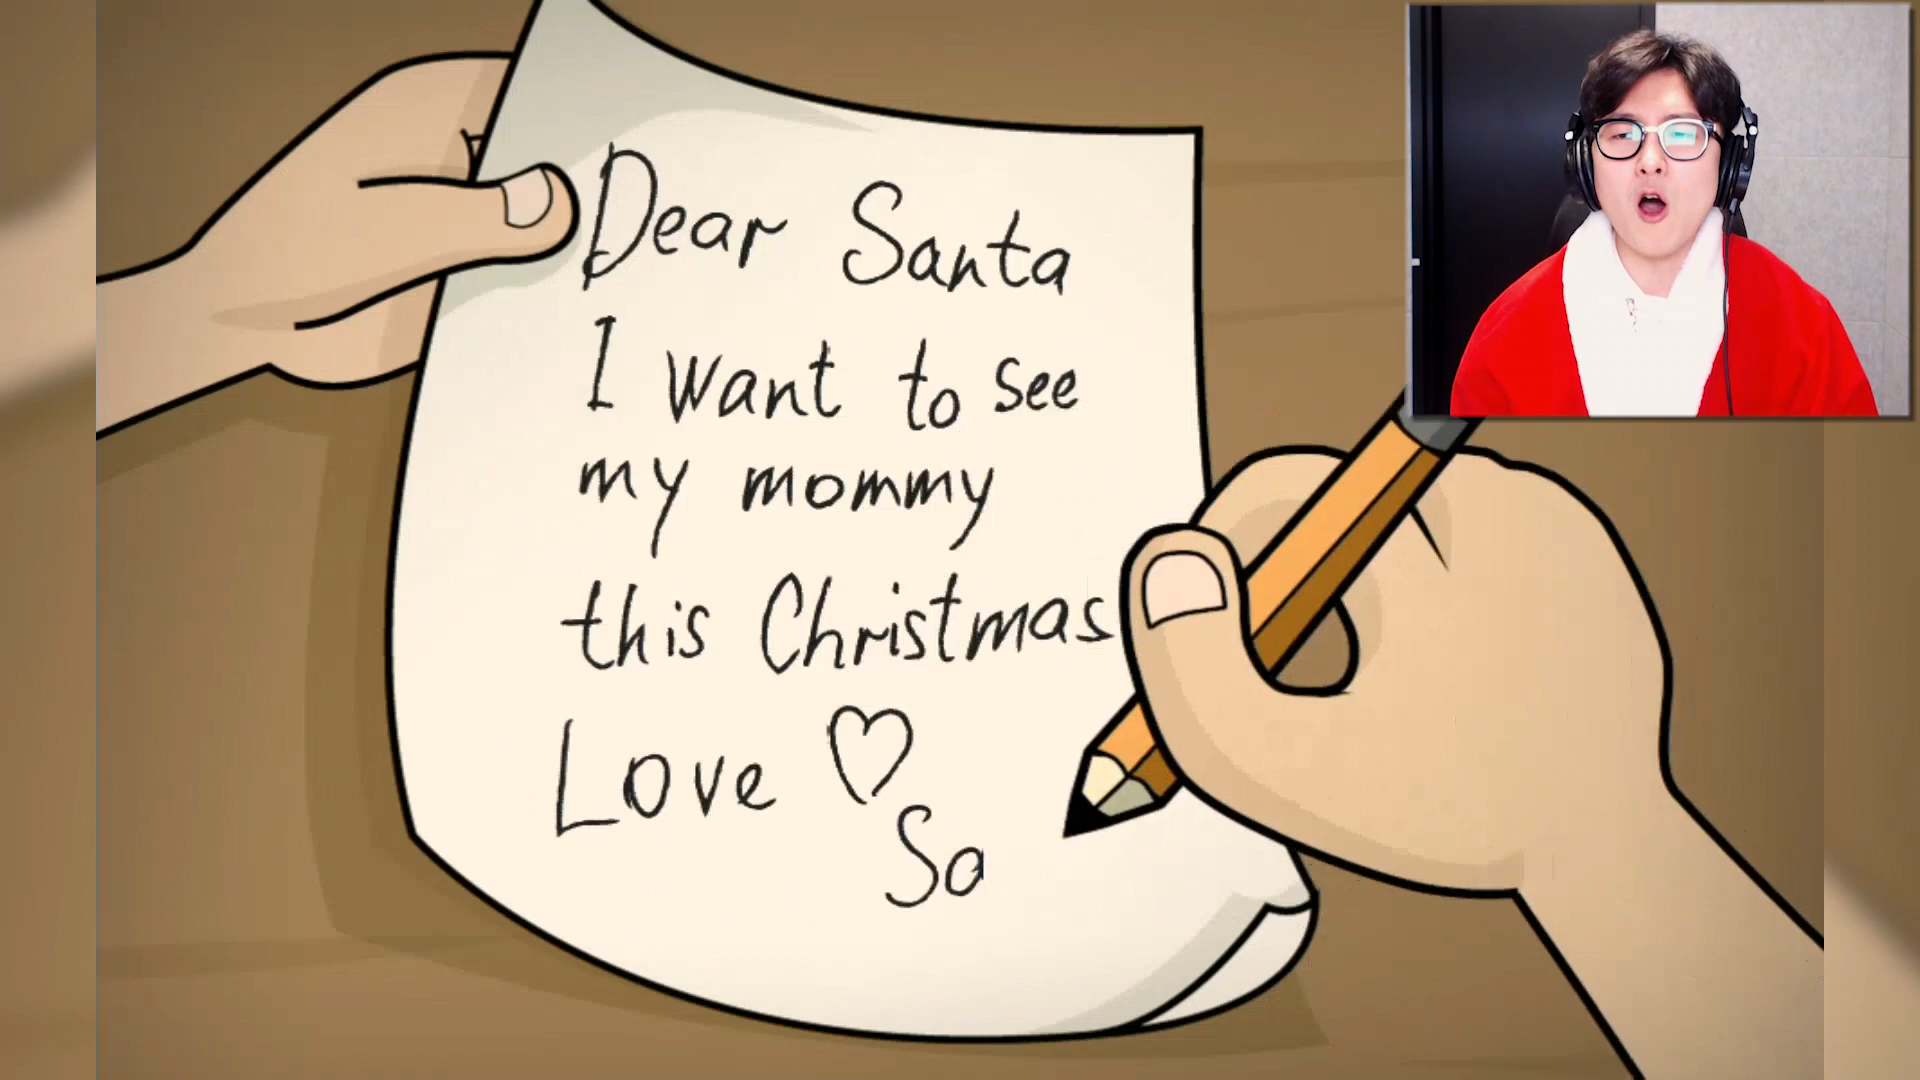 Dear Santa
I want to see
my mommy
this Christmas
Love ♡
So